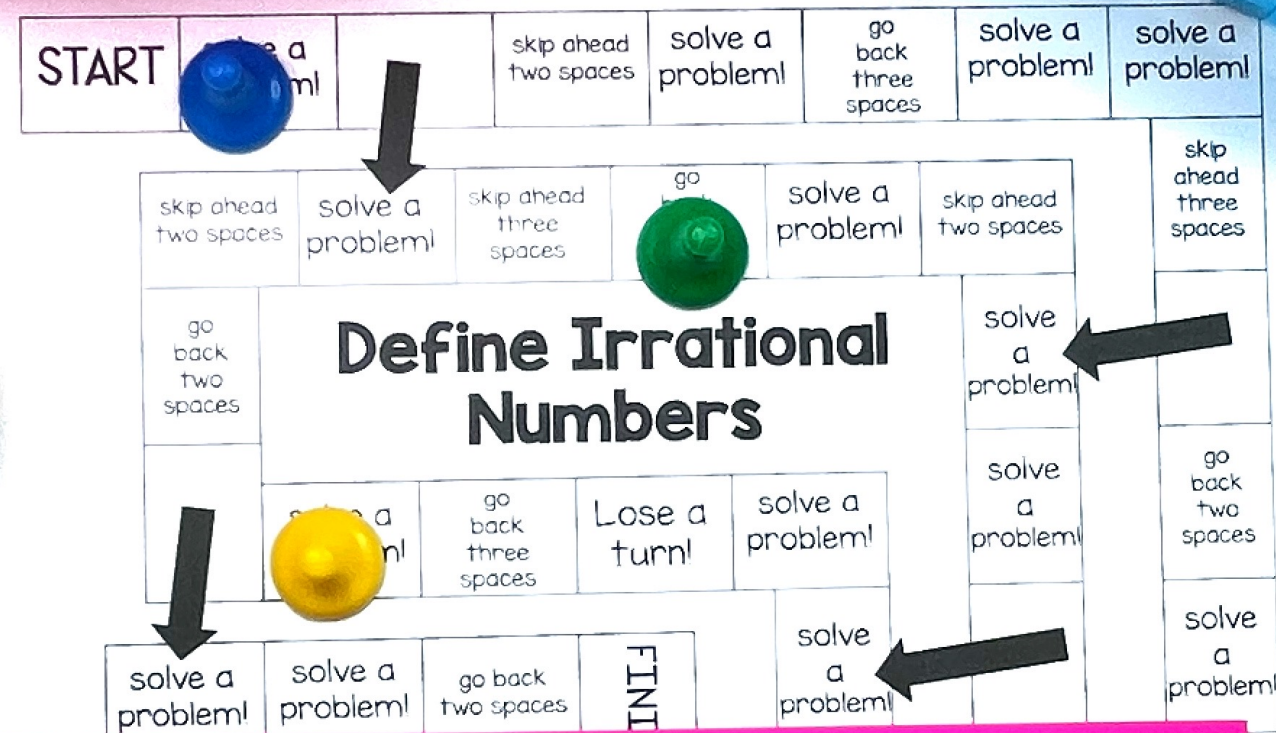 START
a
m!
skip ahead
two spaces
solve a
problem!
go
back
three
spaces
solve a
problem!
solve a
problem!
skip
ahead
three
spaces
skip ahead
two spaces
solve a
problem!
skip ahead
three
spaces
go
solve a
problem!
skip ahead
two spaces
go
back
two
spaces
Define Irrational
Numbers
solve
a
problem!
solve
a
problem!
go
back
two
spaces
a
m!
go
back
three
spaces
Lose a
turn!
solve a
problem!
solve
a
problem!
solve
a
problem!
solve a
problem!
solve a
problem!
go back
two spaces
FINI